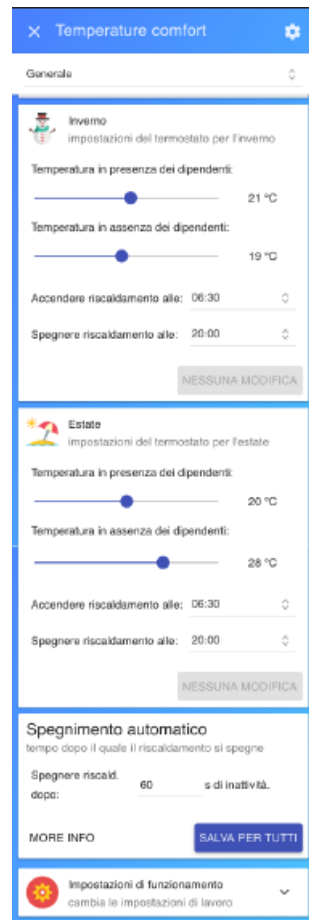 Temperature comfort
Generale
Inverno
impostazioni del termostato per l'inverno
Temperatura in presenza dei dipendenti:
21 °C
Temperatura in assenza dei dipendenti:
19 °C
Accendere riscaldamento alle: 06:30
Spegnere riscaldamento alle: 20:00
NESSUNA MODIFICA
Estate
impostazioni del termostato per l'estate
Temperatura in presenza dei dipendenti:
20 °C
Temperatura in assenza dei dipendenti:
28 °C
Accendere riscaldamento alle: 06:30
Spegnere riscaldamento alle: 20:00
NESSUNA MODIFICA
Spegnimento automatico
tempo dopo il quale il riscaldamento si spegne
Spegnere riscald.
dopo: 60 s di inattività.
MORE INFO SALVA PER TUTTI
Impostazioni di funzionamento
cambia le impostazioni di lavoro